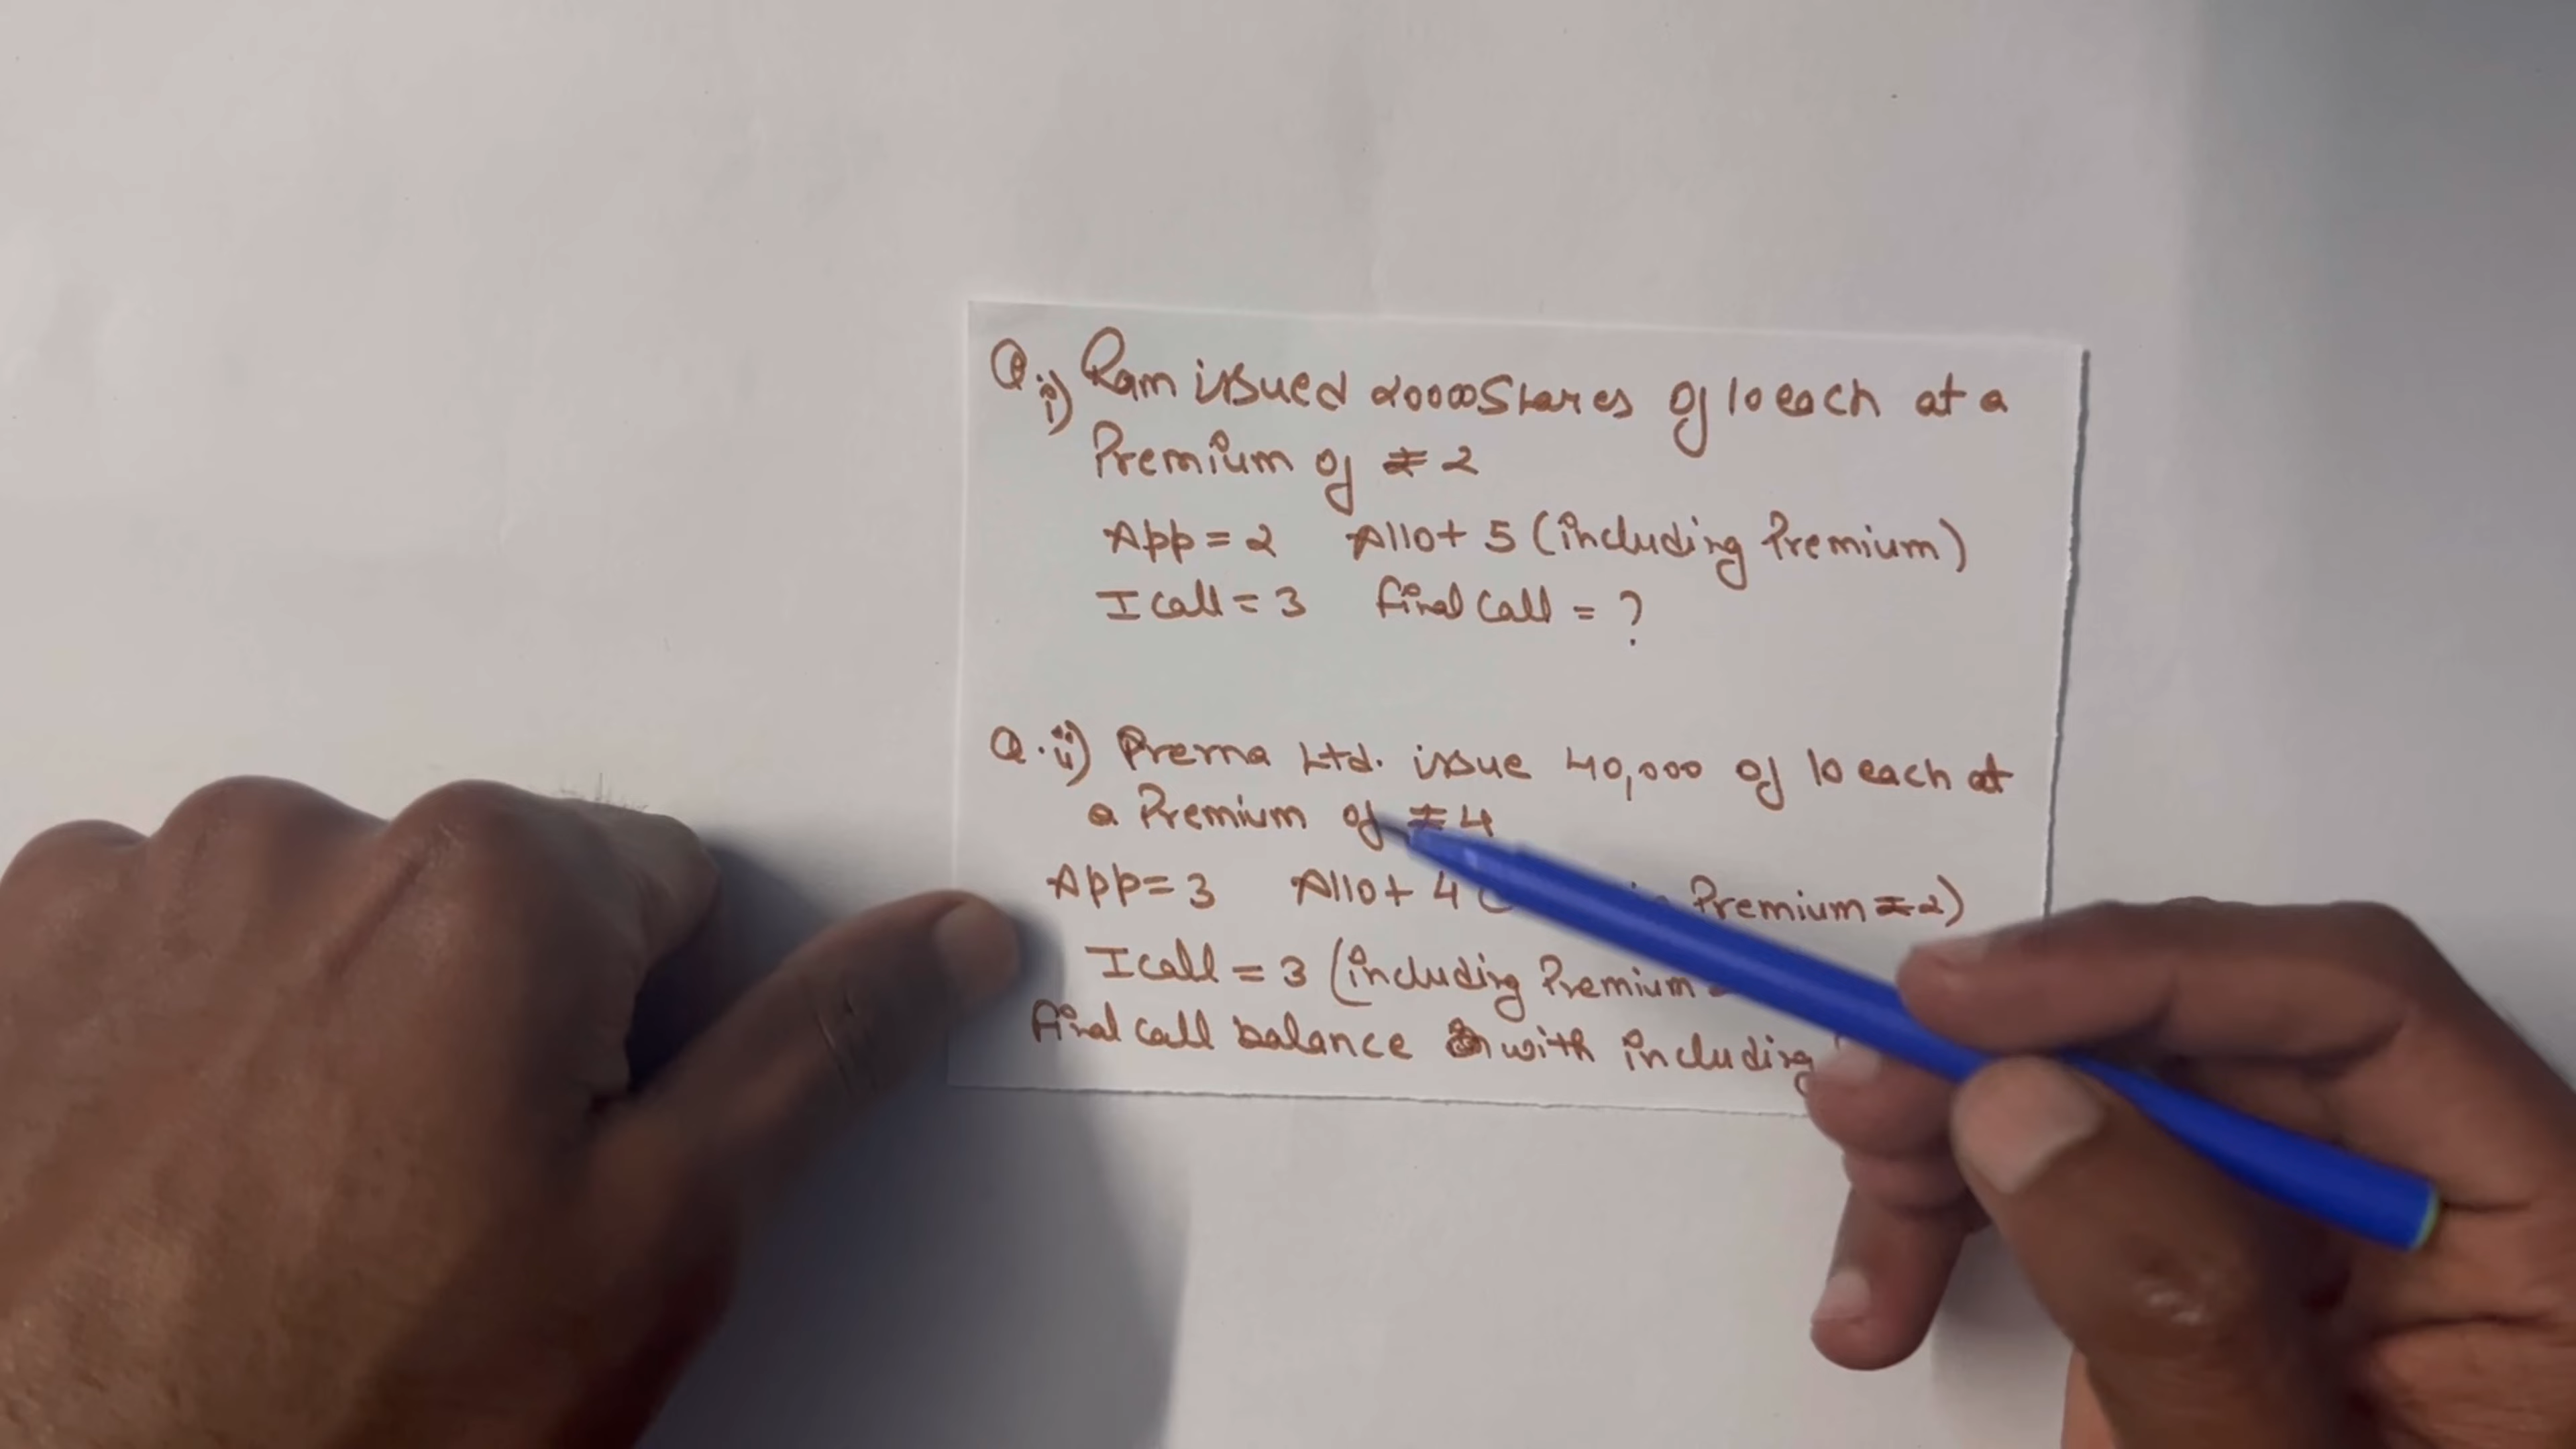 Q.i) Ram issued 20000 Shares of 10 each at a
Premium of ₹ 2
App = 2 Allot 5 (including Premium)
I call = 3 final call = ?
Q.ii) Prerna Ltd. issue 40,000 of 10 each at
a Premium of ₹ 4
App = 3 Allot 4 ( Premium ₹ 2)
I call = 3 (including Premium
final call balance with including